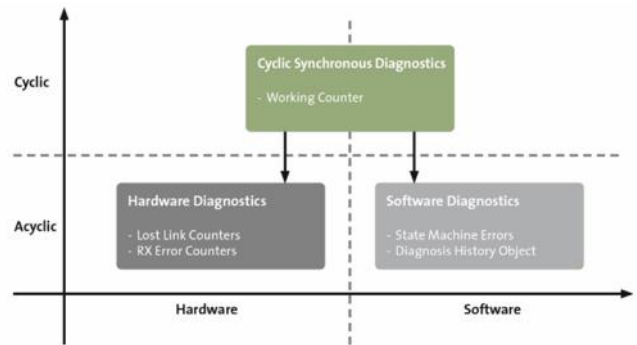 Cyclic
Cyclic Synchronous Diagnostics
- Working Counter
Acyclic
Hardware Diagnostics
- Lost Link Counters
- RX Error Counters
Software Diagnostics
- State Machine Errors
- Diagnosis History Object
Hardware
Software